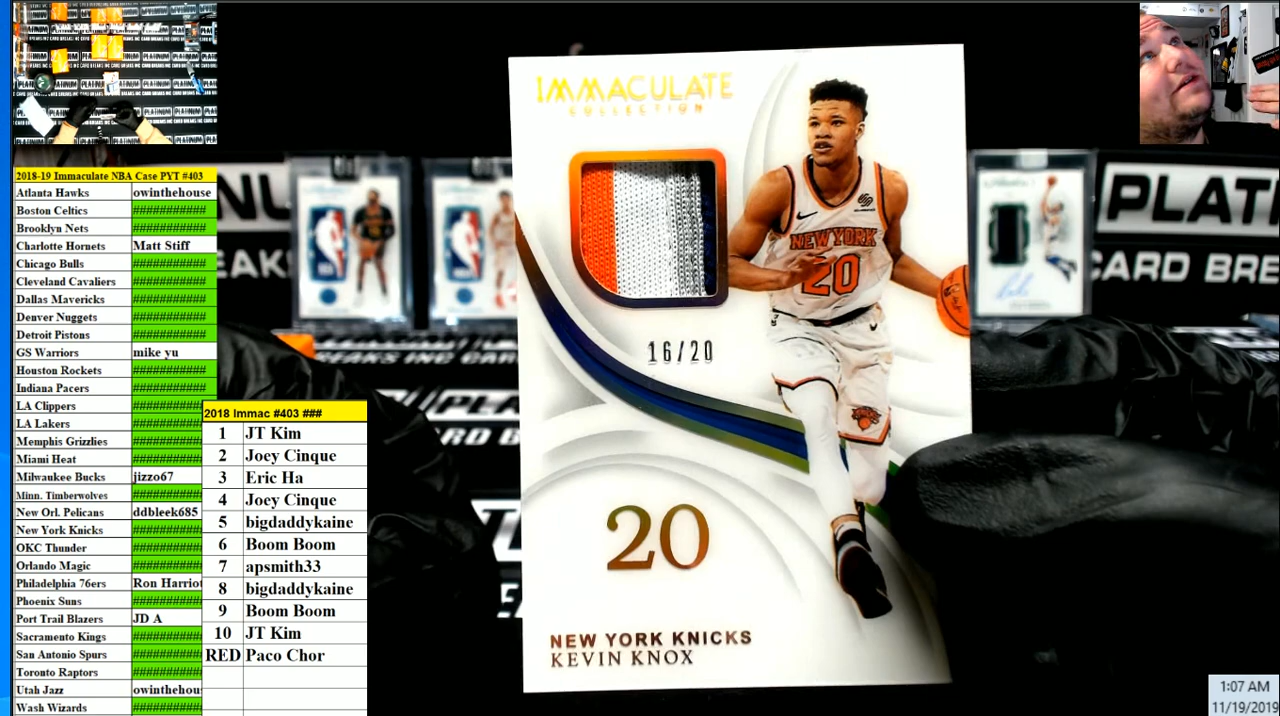 2018-19 Immaculate NBA Case PYT #403
Atlanta Hawks owinthehouse
Boston Celtics ###########
Brooklyn Nets ###########
Charlotte Hornets Matt Stiff
Chicago Bulls ###########
Cleveland Cavaliers ###########
Dallas Mavericks ###########
Denver Nuggets ###########
Detroit Pistons ###########
GS Warriors mike yu
Houston Rockets ###########
Indiana Pacers ###########
LA Clippers
LA Lakers
Memphis Grizzlies
Miami Heat
Milwaukee Bucks jizzo67
Minn. Timberwolves
New Orl. Pelicans ddbleek685
New York Knicks
OKC Thunder
Orlando Magic
Philadelphia 76ers Ron Harriot
Phoenix Suns
Port Trail Blazers JD A
Sacramento Kings
San Antonio Spurs
Toronto Raptors
Utah Jazz owinthehou
Wash Wizards
2018 Immac #403 ###
1 JT Kim
2 Joey Cinque
3 Eric Ha
4 Joey Cinque
5 bigdaddykaine
6 Boom Boom
7 apsmith33
8 bigdaddykaine
9 Boom Boom
10 JT Kim
RED Paco Chor
IMMACULATE
COLLECTION
NEW YORK
20
16/20
20
NEW YORK KNICKS
KEVIN KNOX
PLATI
CARD BRE
1:07 AM
11/19/2019